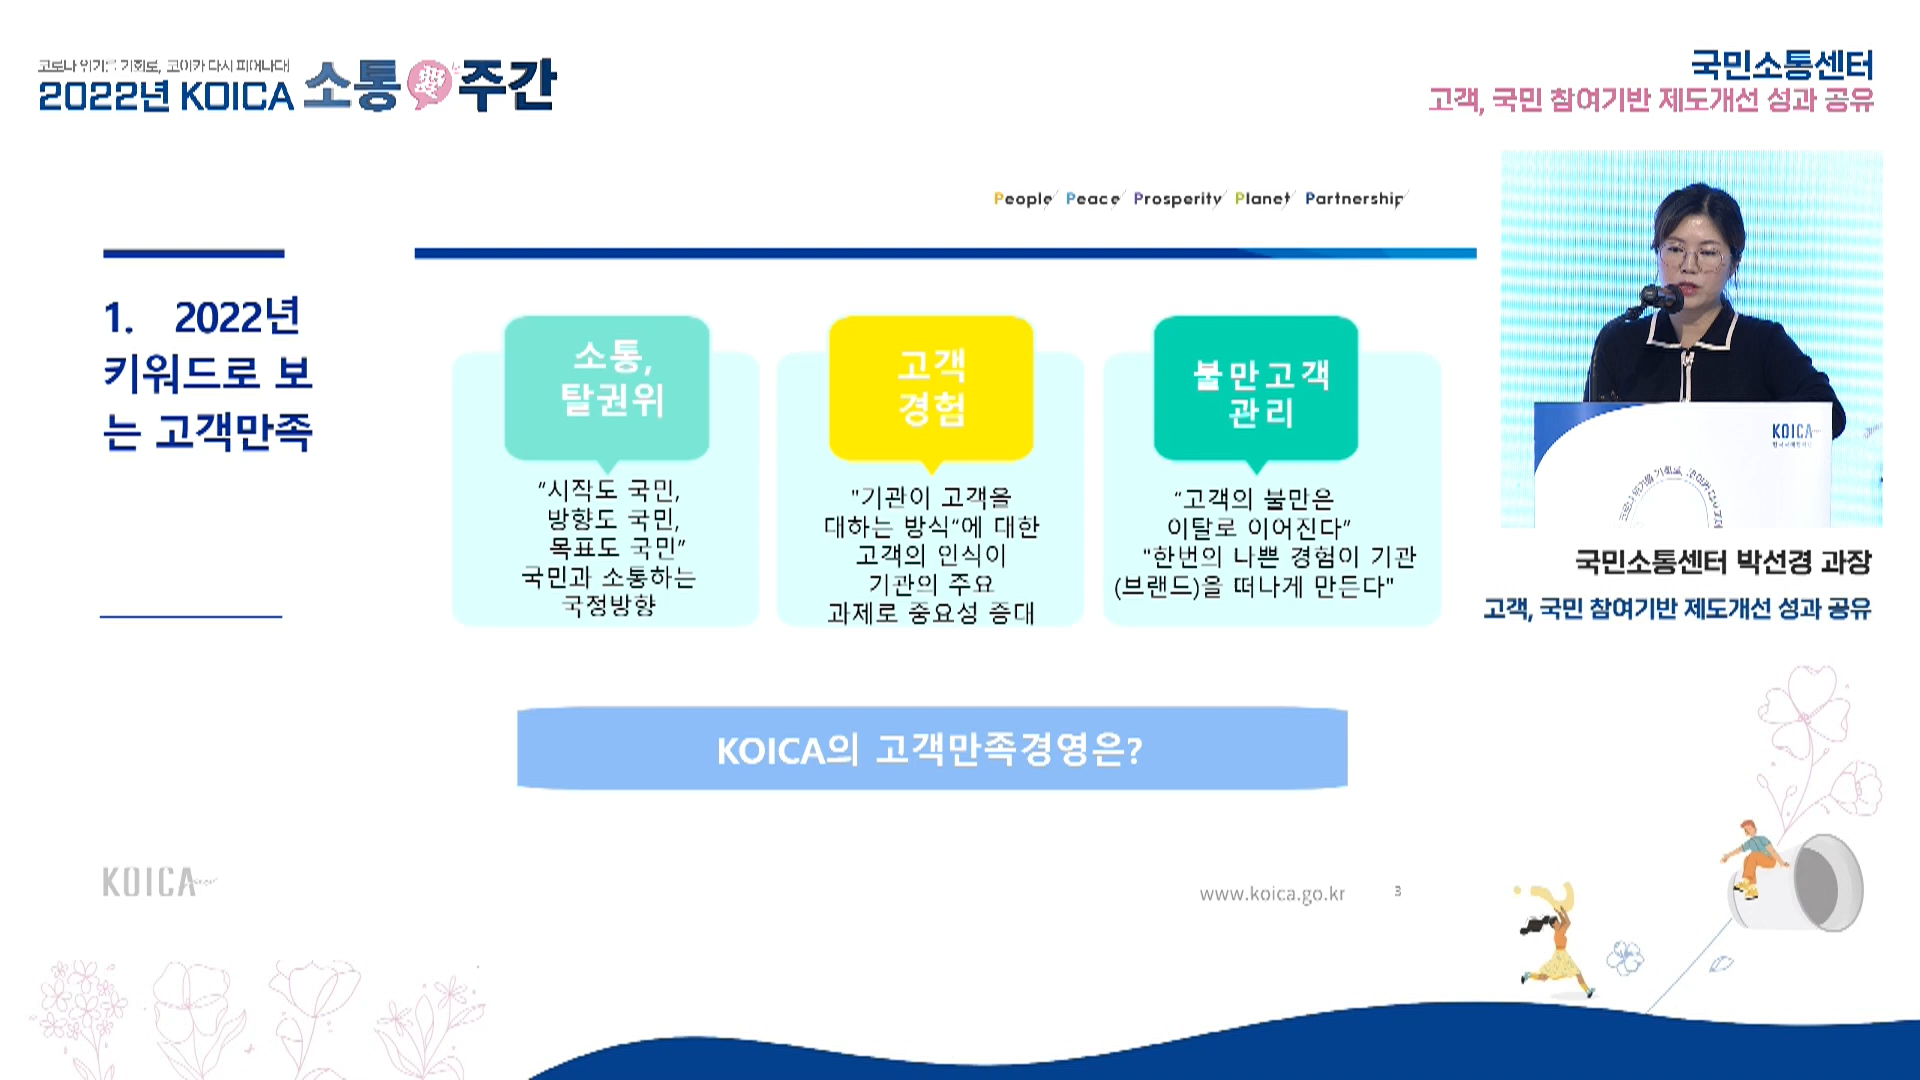 코로나 위기를 기회로, 코이카 다시 피어나다!
2022년 KOICA 소통 愛 주간
국민소통센터
고객, 국민 참여기반 제도개선 성과 공유
People Peace Prosperity Planet Partnership
1. 2022년
키워드로 보
는 고객만족
소통,
탈권위
"시작도 국민,
방향도 국민,
목표도 국민"
국민과 소통하는
국정방향
고객
경험
"기관이 고객을
대하는 방식"에 대한
고객의 인식이
기관의 주요
과제로 중요성 증대
불만고객
관리
"고객의 불만은
이탈로 이어진다"
"한번의 나쁜 경험이 기관
(브랜드)을 떠나게 만든다"
KOICA의 고객만족경영은?
KOICA
www.koica.go.kr
3
KOICA
국민소통센터 박선경 과장
고객, 국민 참여기반 제도개선 성과 공유